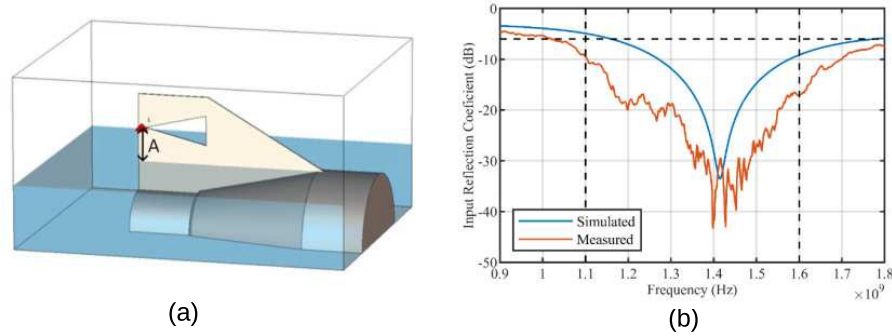 A
(a)
Input Reflection Coeficient (dB)
0
-10
-20
-30
-40
-50
Simulated
Measured
0.9 1 1.1 1.2 1.3 1.4 1.5 1.6 1.7 1.8
Frequency (Hz) ×10⁹
(b)